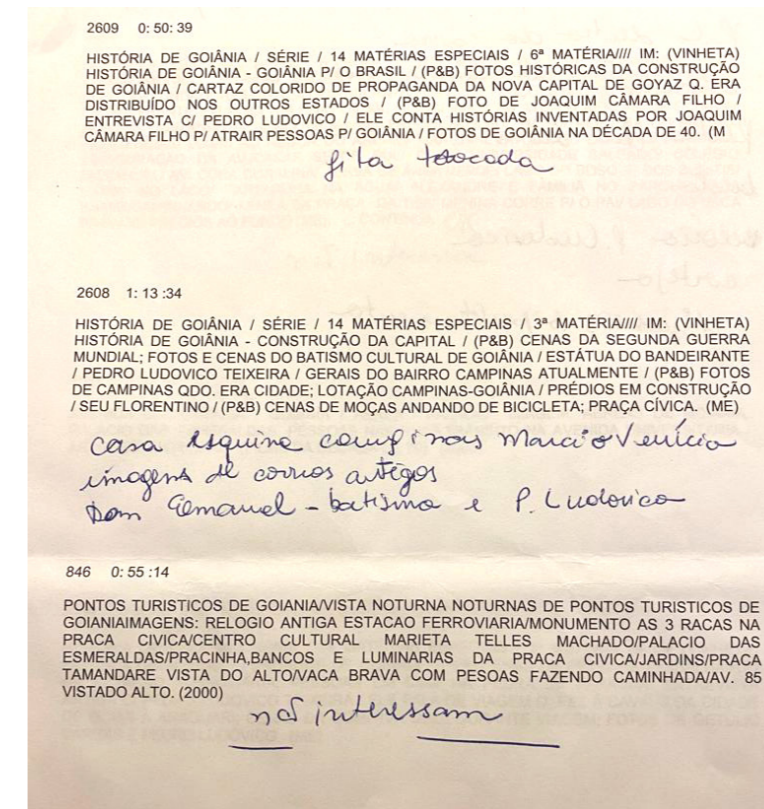 2609 0: 50: 39
HISTÓRIA DE GOIÂNIA / SÉRIE / 14 MATÉRIAS ESPECIAIS / 6ª MATÉRIA//// IM: (VINHETA)
HISTÓRIA DE GOIÂNIA - GOIÂNIA P/ O BRASIL / (P&B) FOTOS HISTÓRICAS DA CONSTRUÇÃO
DE GOIÂNIA / CARTAZ COLORIDO DE PROPAGANDA DA NOVA CAPITAL DE GOYAZ Q. ERA
DISTRIBUÍDO NOS OUTROS ESTADOS / (P&B) FOTO DE JOAQUIM CÂMARA FILHO /
ENTREVISTA C/ PEDRO LUDOVICO / ELE CONTA HISTÓRIAS INVENTADAS POR JOAQUIM
CÂMARA FILHO P/ ATRAIR PESSOAS P/ GOIÂNIA / FOTOS DE GOIÂNIA NA DÉCADA DE 40. (M
fita
2608 1: 13 :34
HISTÓRIA DE GOIÂNIA / SÉRIE / 14 MATÉRIAS ESPECIAIS / 3ª MATÉRIA//// IM: (VINHETA)
HISTÓRIA DE GOIÂNIA - CONSTRUÇÃO DA CAPITAL / (P&B) CENAS DA SEGUNDA GUERRA
MUNDIAL; FOTOS E CENAS DO BATISMO CULTURAL DE GOIÂNIA / ESTÁTUA DO BANDEIRANTE
/ PEDRO LUDOVICO TEIXEIRA / GERAIS DO BAIRRO CAMPINAS ATUALMENTE / (P&B) FOTOS
DE CAMPINAS QDO. ERA CIDADE; LOTAÇÃO CAMPINAS-GOIÂNIA / PRÉDIOS EM CONSTRUÇÃO
/ SEU FLORENTINO / (P&B) CENAS DE MOÇAS ANDANDO DE BICICLETA; PRAÇA CÍVICA. (ME)
casa esquina campinas Marcio Venício
imagens de carros antigos
Dom Emanuel - batismo e P. Ludovico
846 0: 55 :14
PONTOS TURISTICOS DE GOIANIA/VISTA NOTURNA NOTURNAS DE PONTOS TURISTICOS DE
GOIANIAIMAGENS: RELOGIO ANTIGA ESTACAO FERROVIARIA/MONUMENTO AS 3 RACAS NA
PRACA CIVICA/CENTRO CULTURAL MARIETA TELLES MACHADO/PALACIO DAS
ESMERALDAS/PRACINHA,BANCOS E LUMINARIAS DA PRACA CIVICA/JARDINS/PRACA
TAMANDARE VISTA DO ALTO/VACA BRAVA COM PESOAS FAZENDO CAMINHADA/AV. 85
VISTADO ALTO. (2000)
não interessam